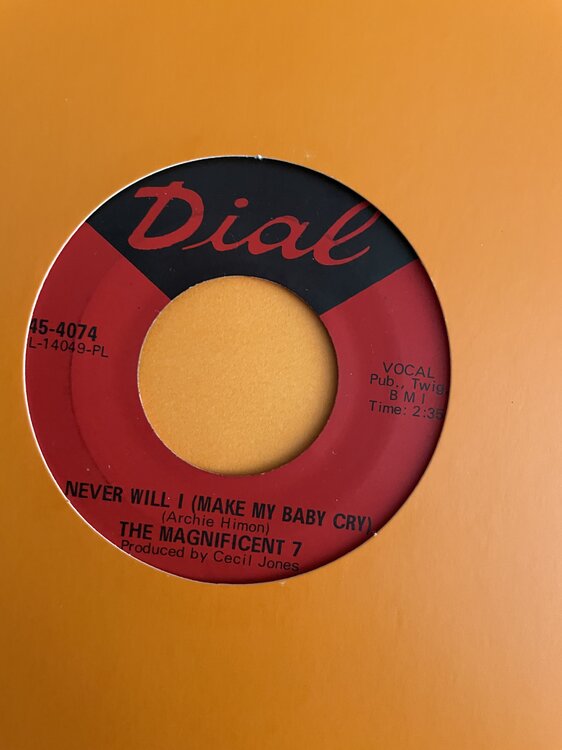 Dial
45-4074
L-14049-PL
VOCAL
Pub., Twig
B M I
Time: 2:35
NEVER WILL I (MAKE MY BABY CRY)
(Archie Himon)
THE MAGNIFICENT 7
Produced by Cecil Jones